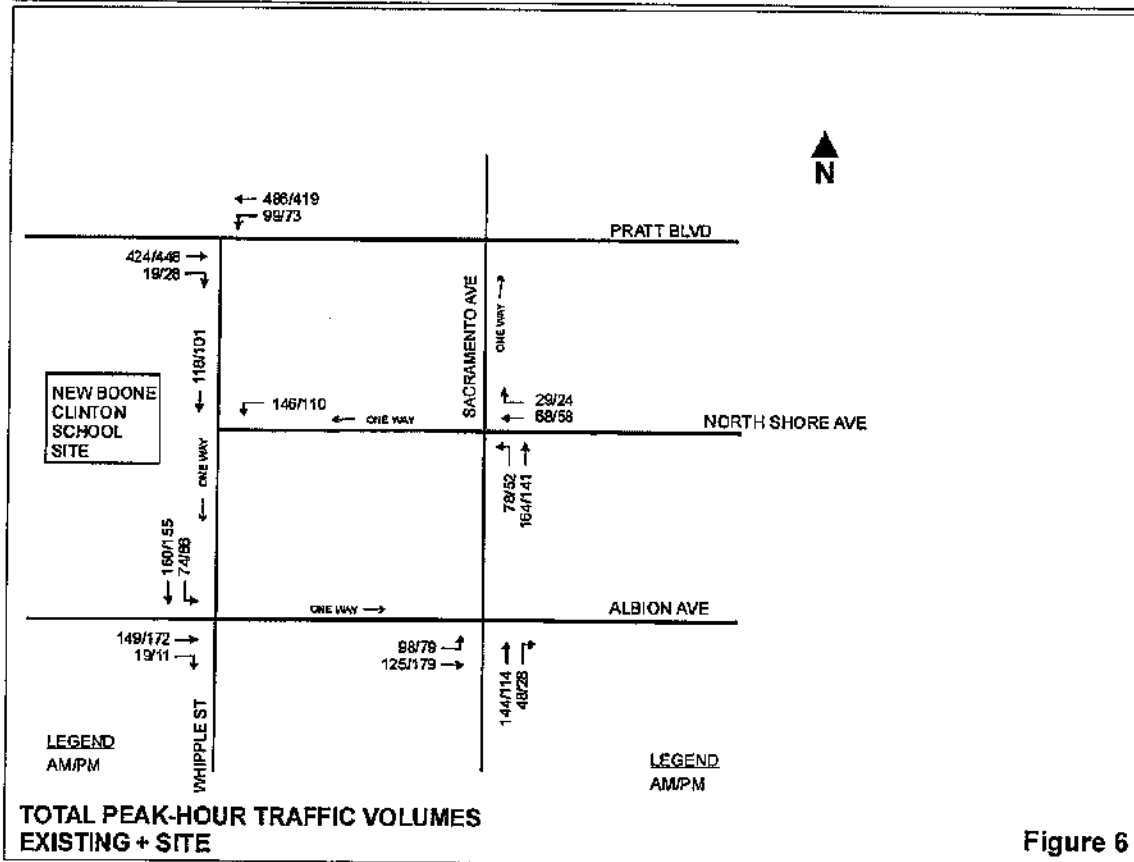 N
486/419
99/73
PRATT BLVD
424/446
19/28
SACRAMENTO AVE
ONE WAY
118/101
NEW BOONE
CLINTON
SCHOOL
SITE
146/110
ONE WAY
29/24
68/58
NORTH SHORE AVE
ONE WAY
78/52
164/141
160/155
74/86
ONE WAY
ALBION AVE
149/172
19/11
98/79
125/179
144/114
48/28
WHIPPLE ST
LEGEND
AM/PM
LEGEND
AM/PM
TOTAL PEAK-HOUR TRAFFIC VOLUMES
EXISTING + SITE
Figure 6